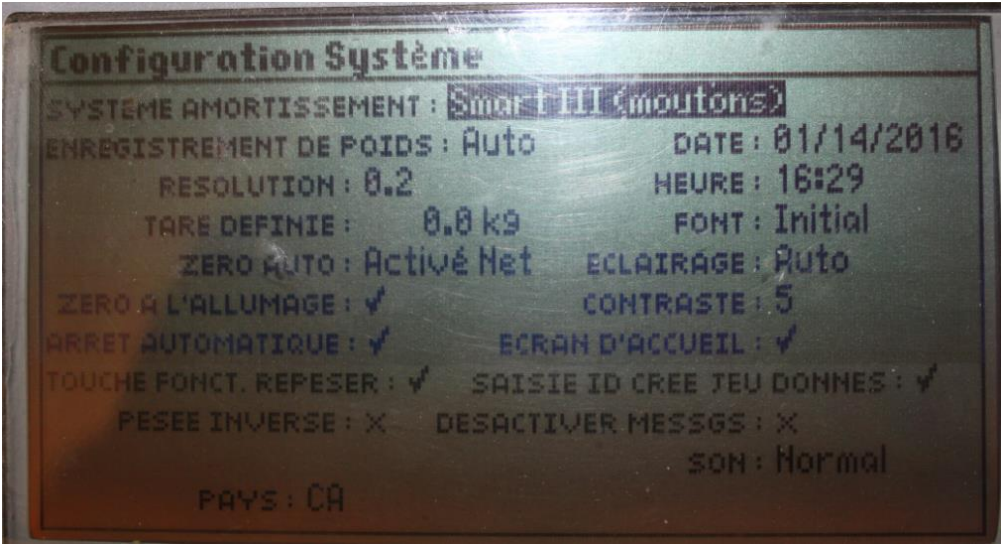 Configuration Système
SYSTEME AMORTISSEMENT : Smart III (moutons)
ENREGISTREMENT DE POIDS : Auto DATE : 01/14/2016
RESOLUTION : 0.2 HEURE : 16:29
TARE DEFINIE : 0.0 kg FONT : Initial
ZERO AUTO : Activé Net ECLAIRAGE : Auto
ZERO A L'ALLUMAGE : ✓ CONTRASTE : 5
ARRET AUTOMATIQUE : ✓ ECRAN D'ACCUEIL : ✓
TOUCHE FONCT. REPESER : ✓ SAISIE ID CREE JEU DONNES : ✓
PESEE INVERSE : ✕ DESACTIVER MESSGS : ✕
SON : Normal
PAYS : CA